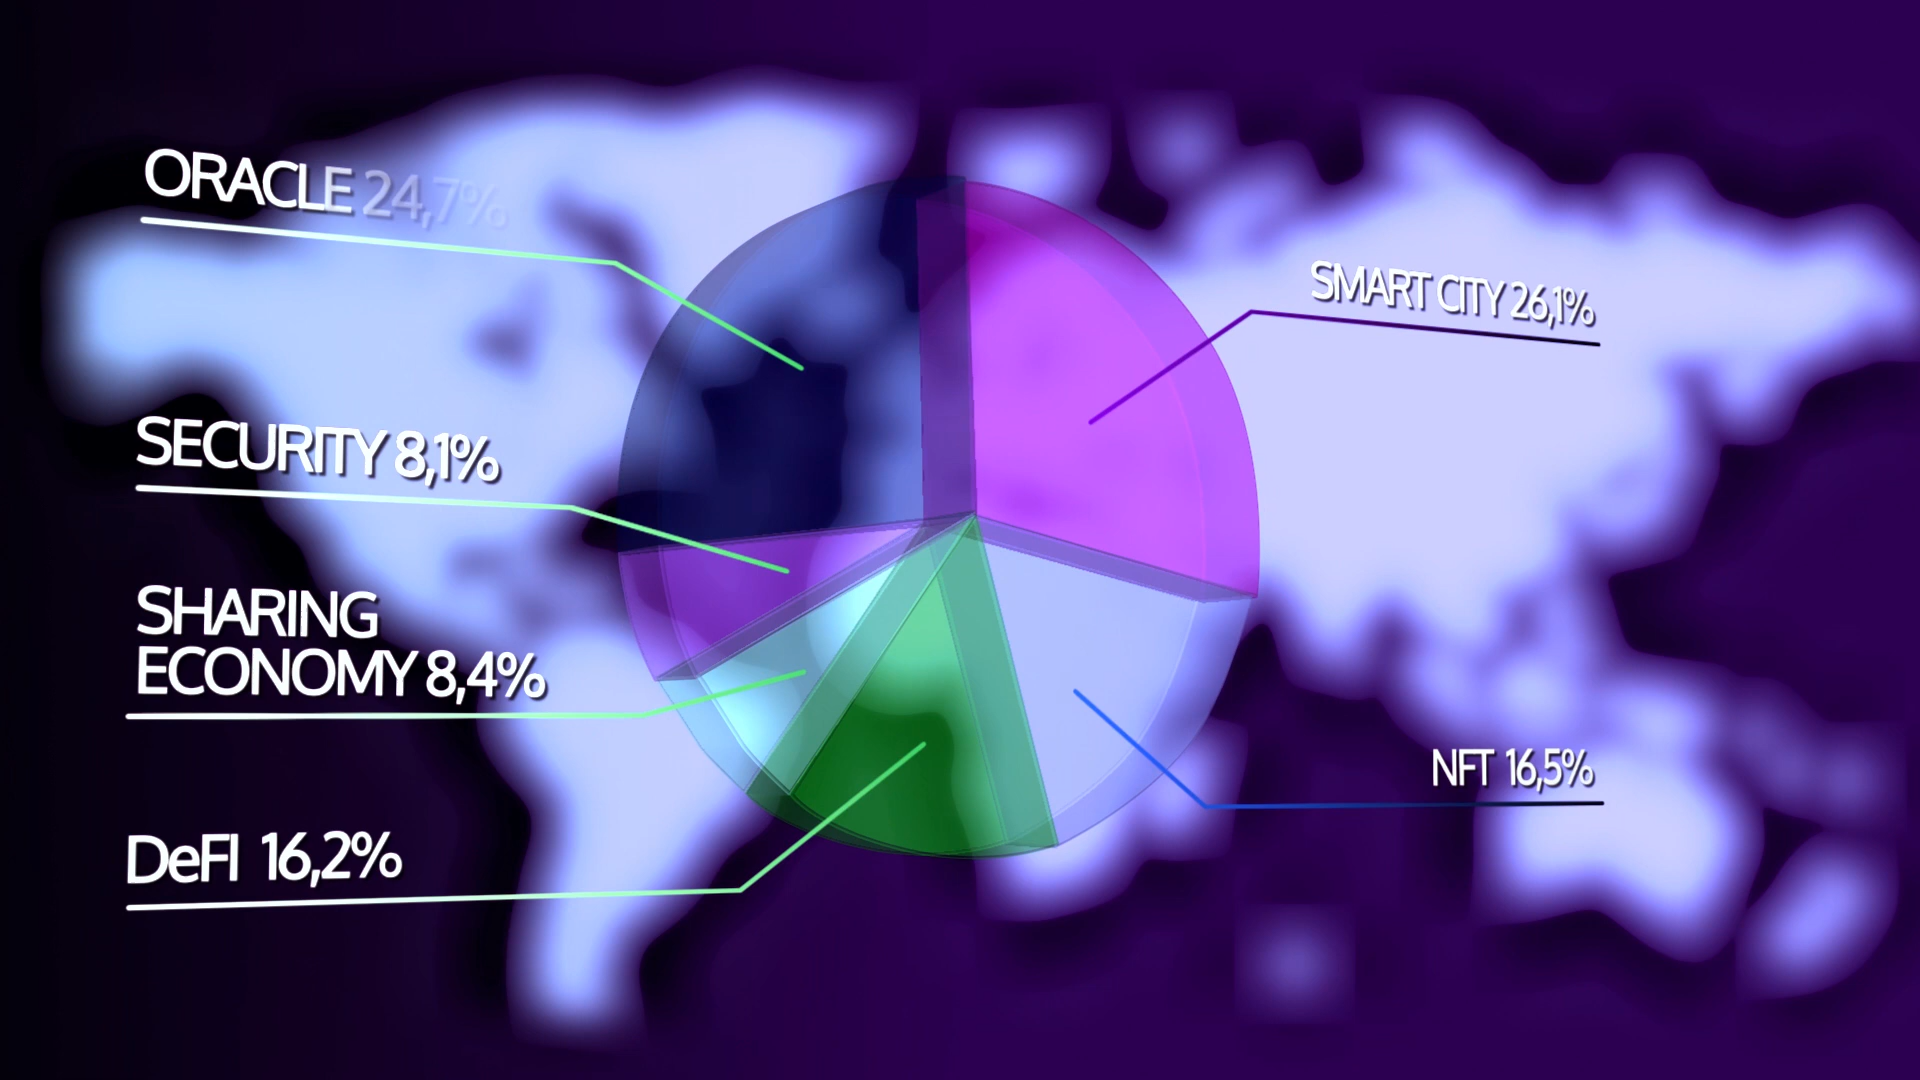 ORACLE 24,7%
SMART CITY 26,1%
SECURITY 8,1%
SHARING
ECONOMY 8,4%
NFT 16,5%
DeFI 16,2%